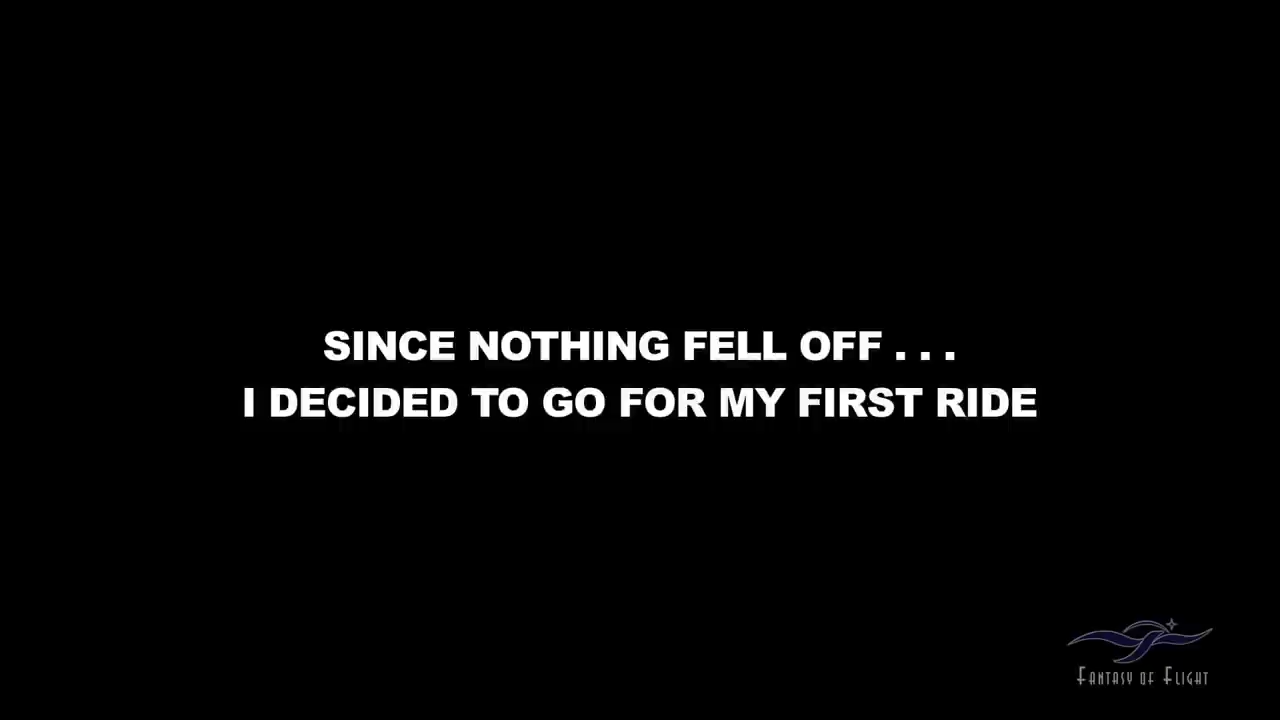 SINCE NOTHING FELL OFF . . .
I DECIDED TO GO FOR MY FIRST RIDE
FANTASY OF FLIGHT